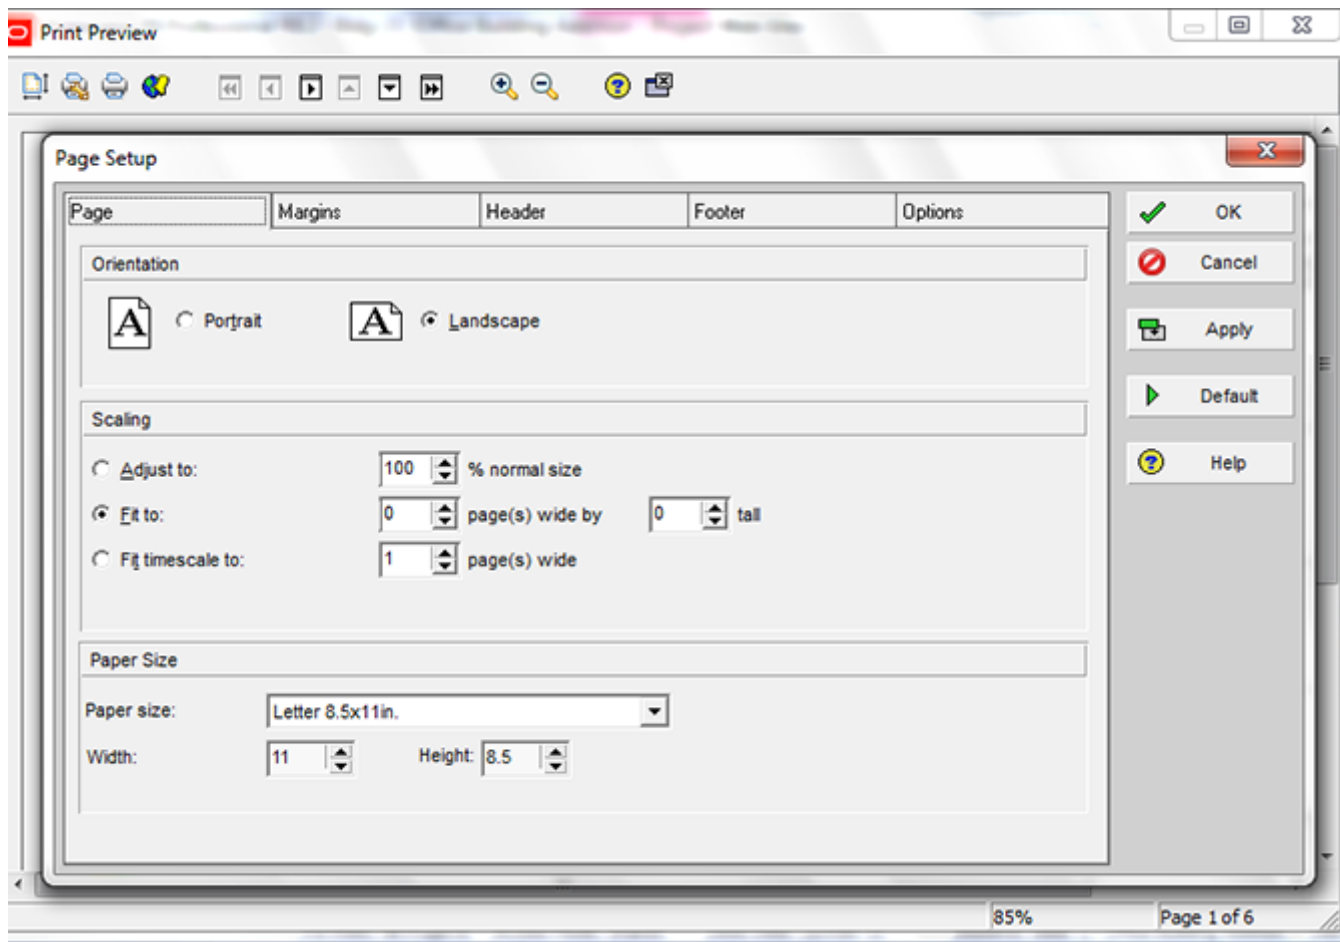 Print Preview
Page Setup
Page Margins Header Footer Options
OK
Orientation
Cancel
A Portrait A Landscape
Apply
Default
Scaling
Adjust to: 100 % normal size
Help
Fit to: 0 page(s) wide by 0 tall
Fit timescale to: 1 page(s) wide
Paper Size
Paper size: Letter 8.5x11in.
Width: 11 Height: 8.5
85% Page 1 of 6